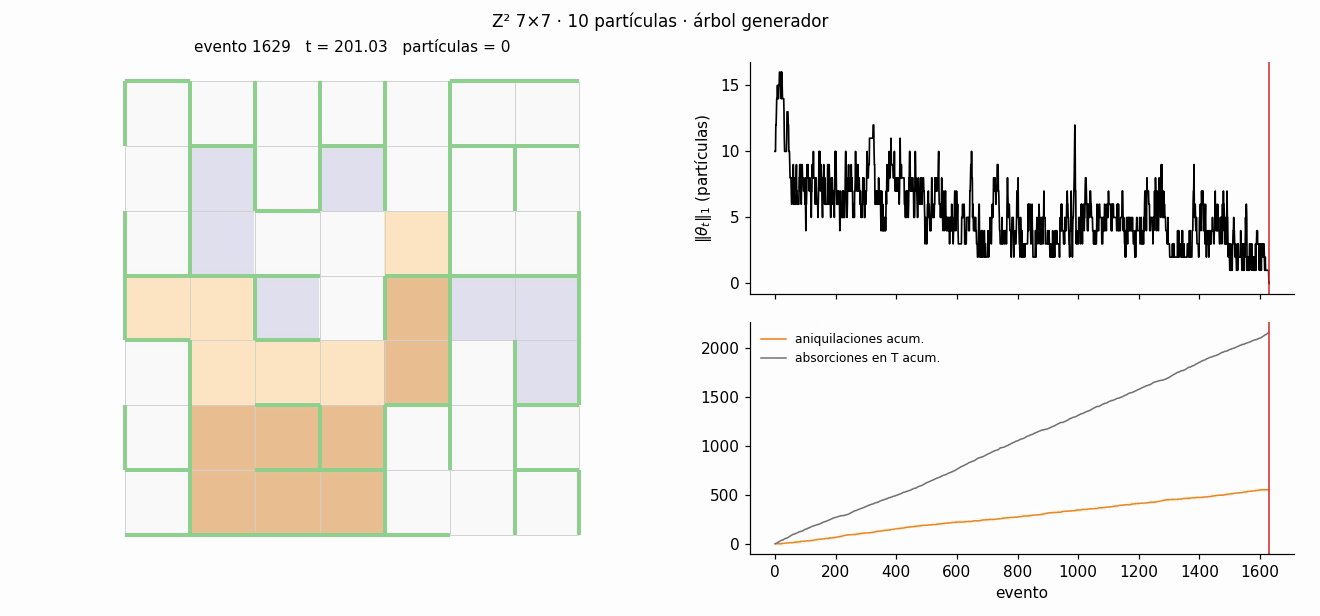 Z² 7×7 · 10 partículas · árbol generador
evento 1629   t = 201.03   partículas = 0
‖θₜ‖₁ (partículas)
15
10
5
0
aniquilaciones acum.
absorciones en T acum.
2000
1500
1000
500
0
0 200 400 600 800 1000 1200 1400 1600
evento